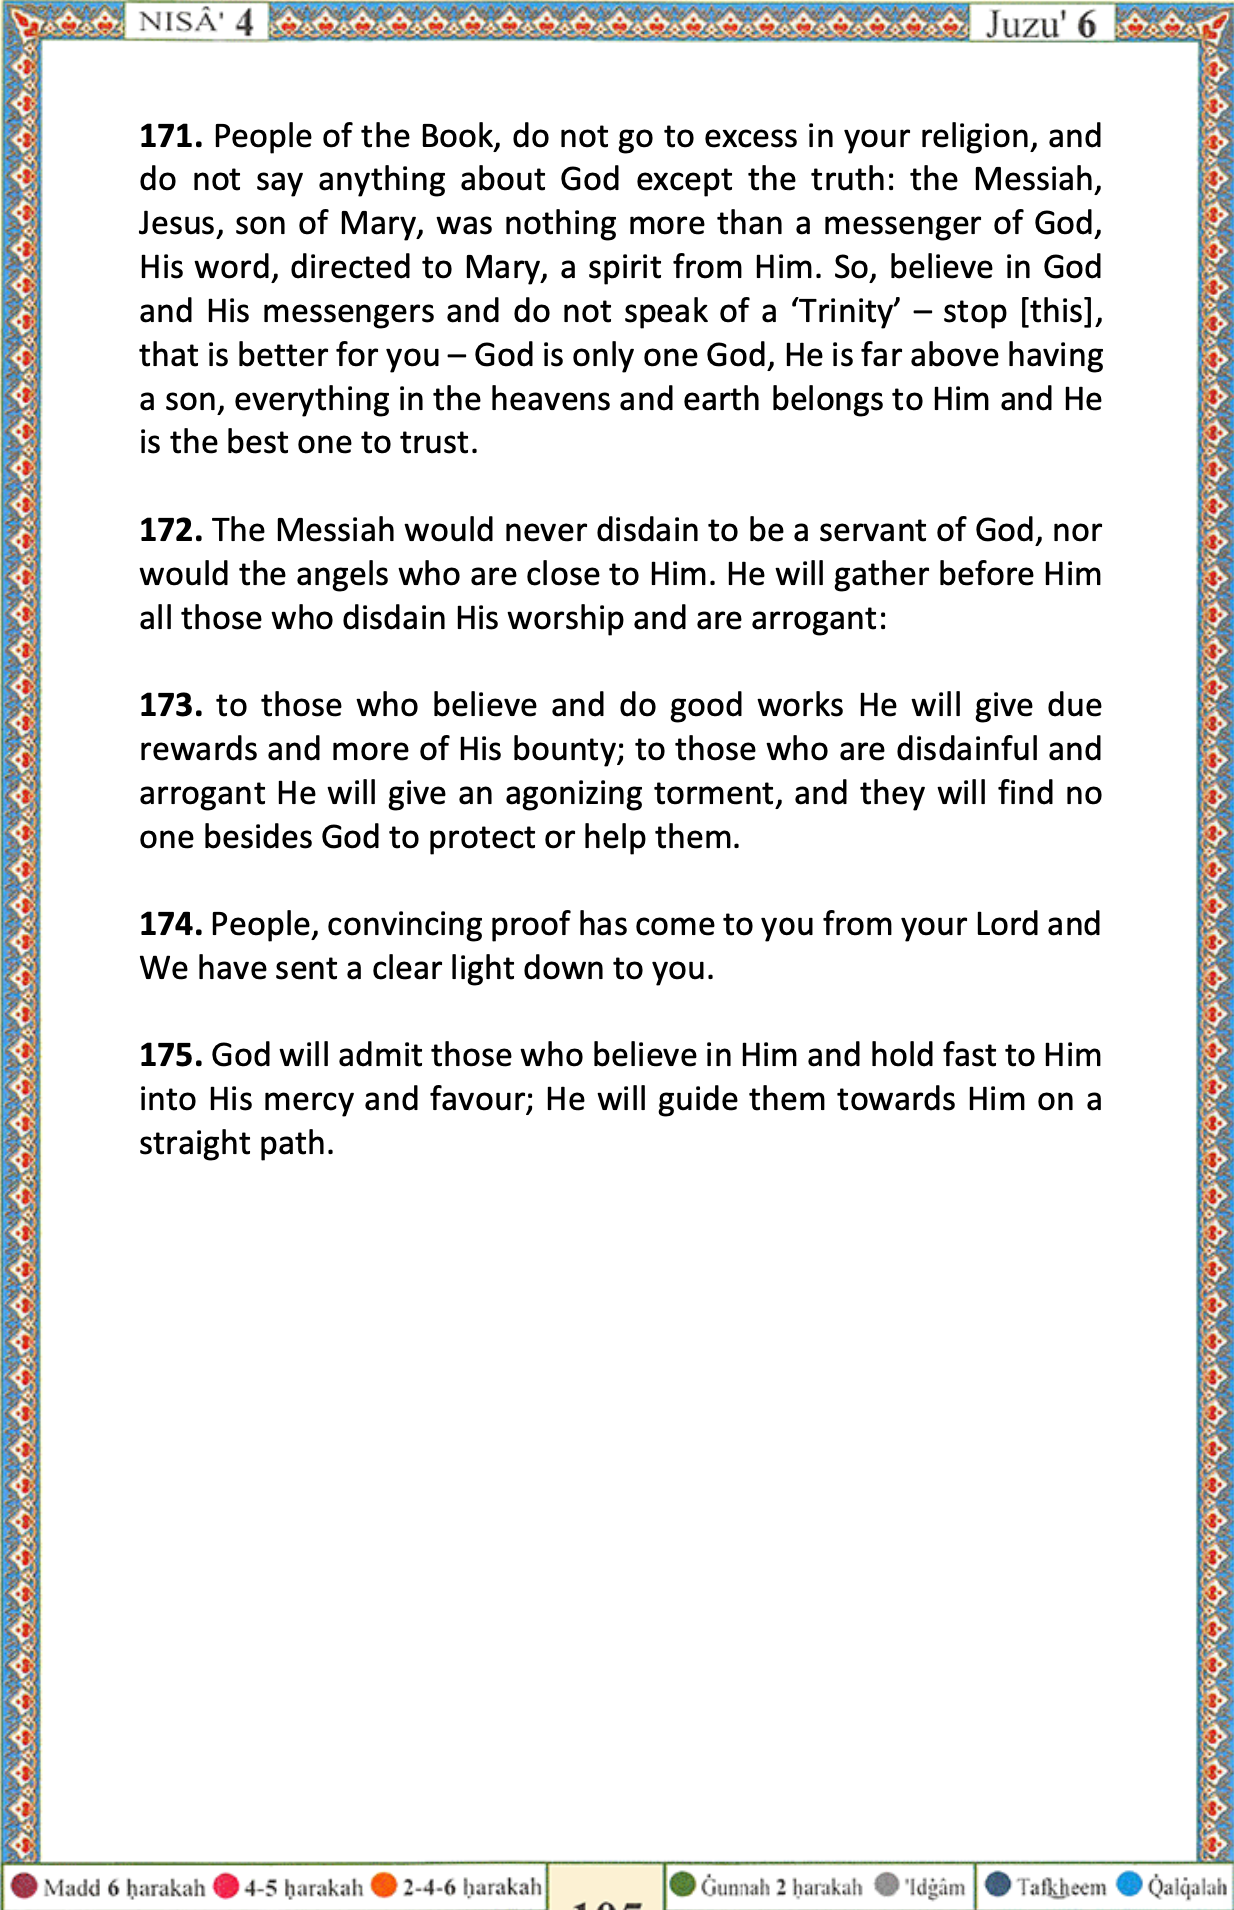 NISÂ' 4
Juzu' 6
171. People of the Book, do not go to excess in your religion, and
do not say anything about God except the truth: the Messiah,
Jesus, son of Mary, was nothing more than a messenger of God,
His word, directed to Mary, a spirit from Him. So, believe in God
and His messengers and do not speak of a ‘Trinity’ – stop [this],
that is better for you – God is only one God, He is far above having
a son, everything in the heavens and earth belongs to Him and He
is the best one to trust.
172. The Messiah would never disdain to be a servant of God, nor
would the angels who are close to Him. He will gather before Him
all those who disdain His worship and are arrogant:
173. to those who believe and do good works He will give due
rewards and more of His bounty; to those who are disdainful and
arrogant He will give an agonizing torment, and they will find no
one besides God to protect or help them.
174. People, convincing proof has come to you from your Lord and
We have sent a clear light down to you.
175. God will admit those who believe in Him and hold fast to Him
into His mercy and favour; He will guide them towards Him on a
straight path.
Madd 6 ḥarakah 4-5 ḥarakah 2-4-6 ḥarakah
Ġunnah 2 ḥarakah 'Idġâm
Tafkheem Q̇alq̇alah